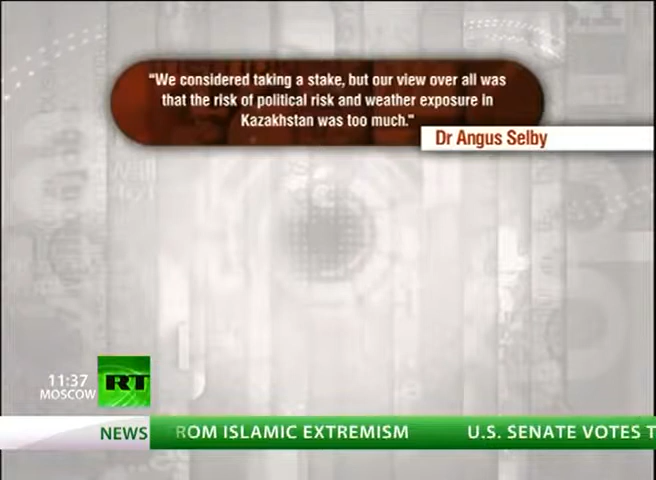 "We considered taking a stake, but our view over all was
that the risk of political risk and weather exposure in
Kazakhstan was too much."
Dr Angus Selby
11:37
MOSCOW
RT
NEWS
ROM ISLAMIC EXTREMISM U.S. SENATE VOTES T